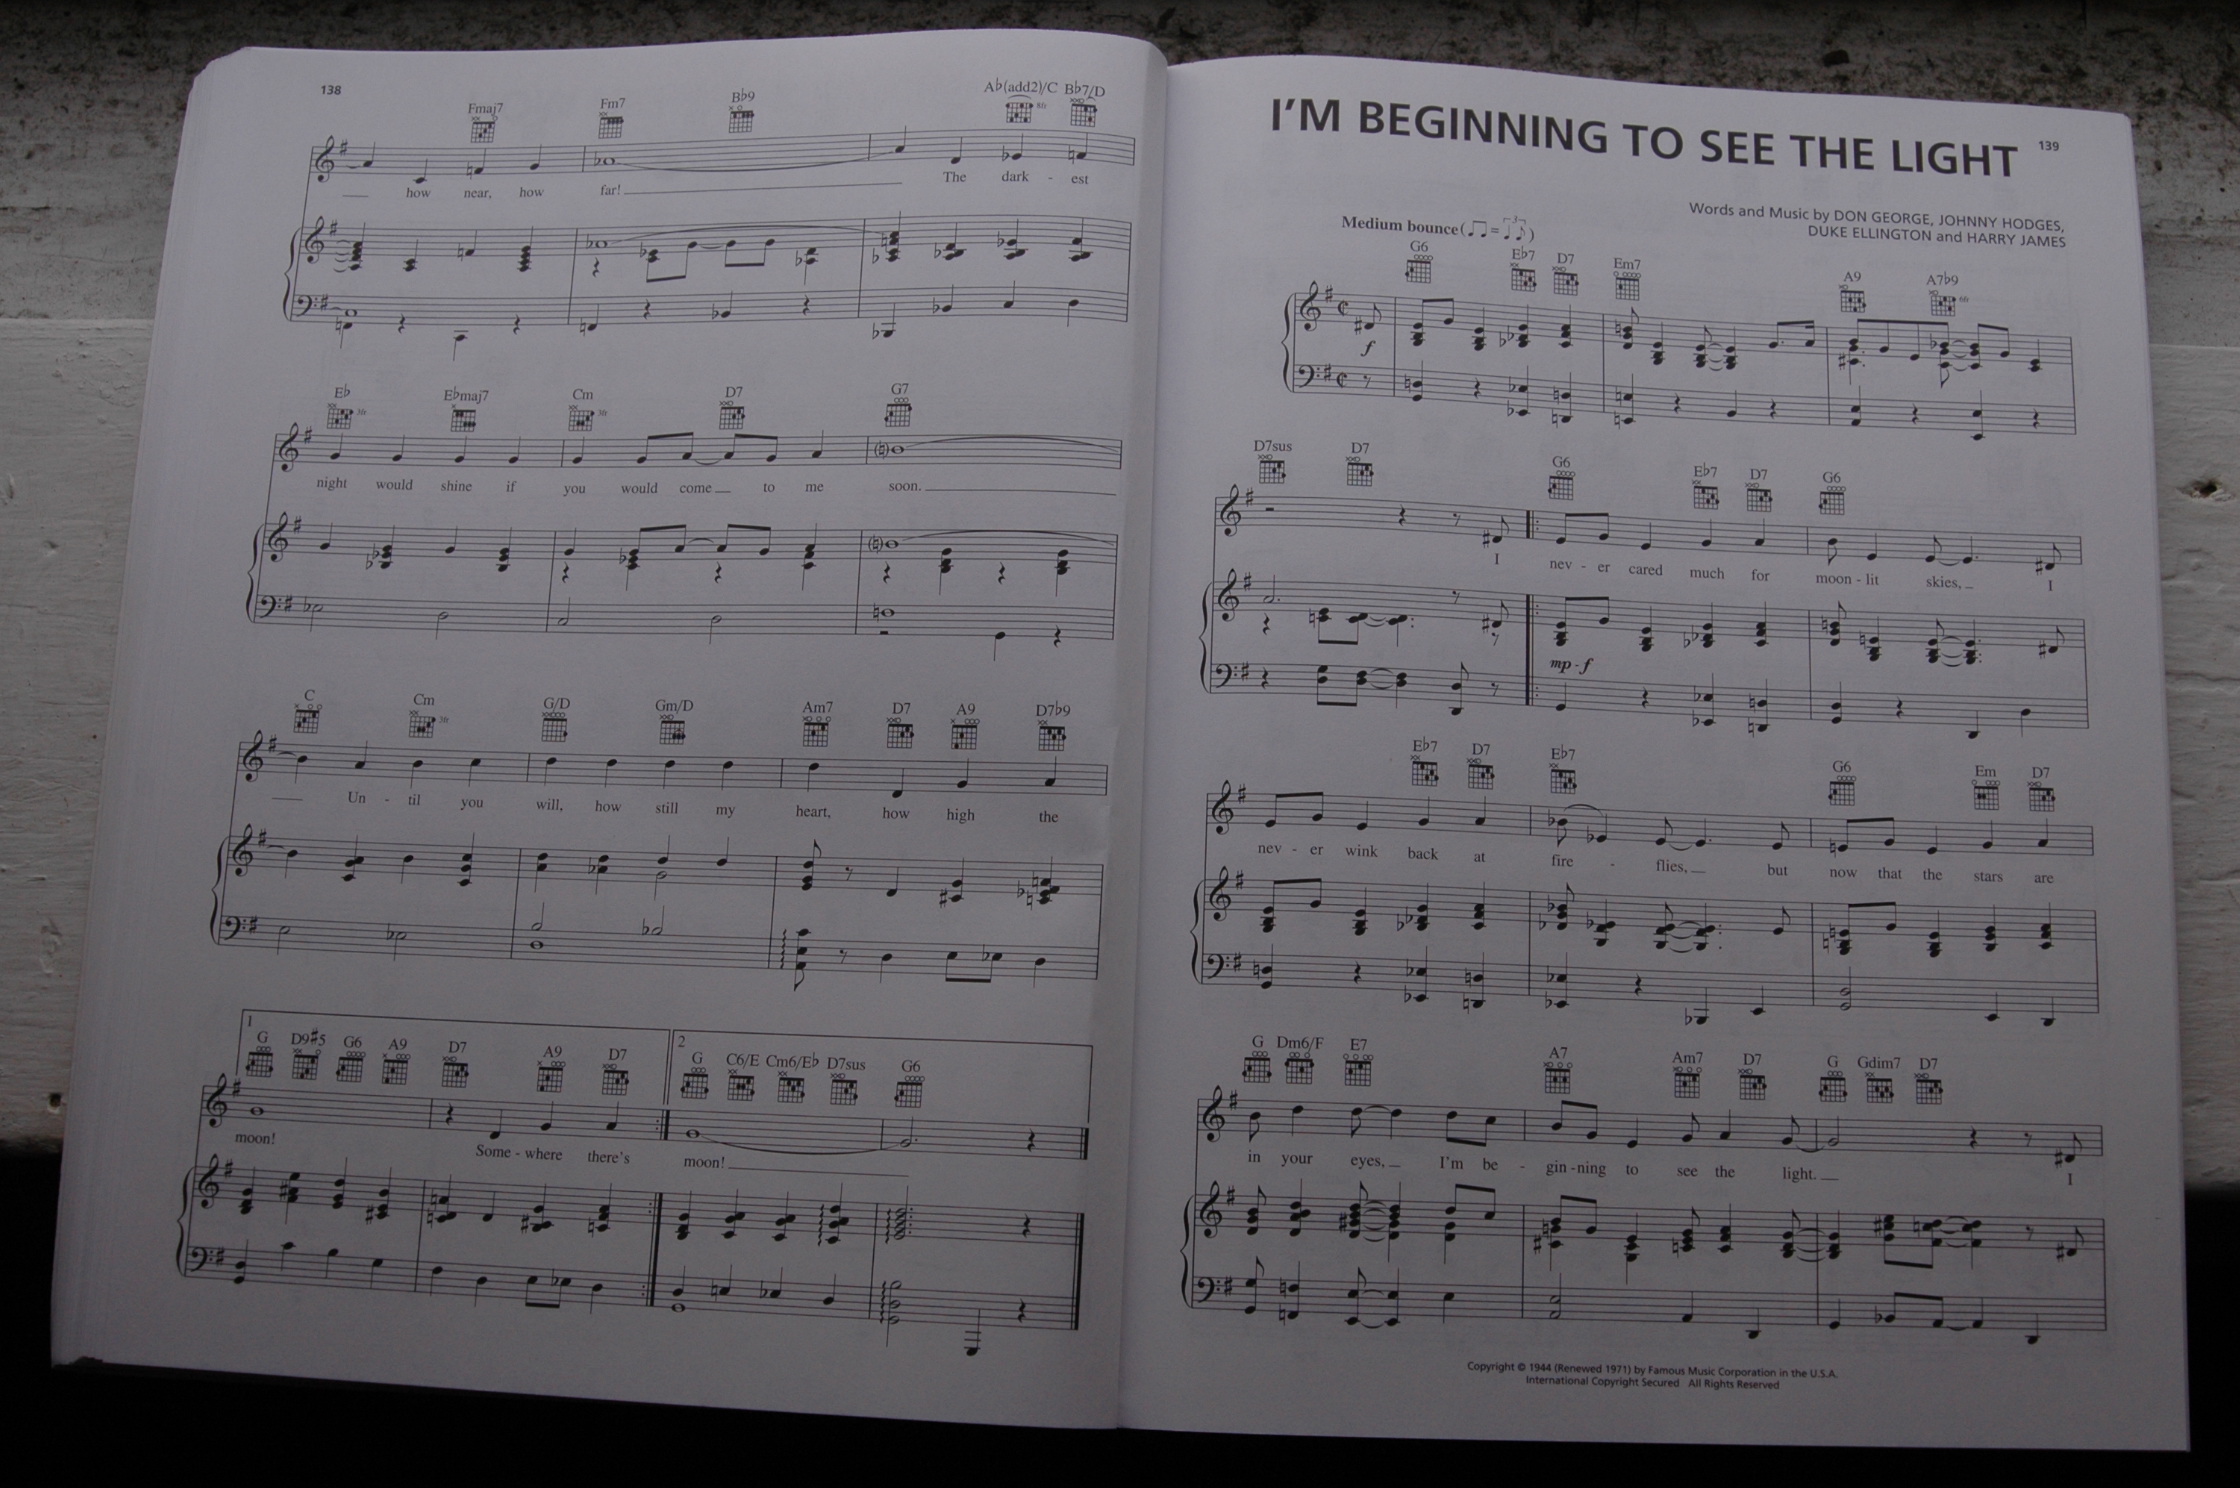 138
Fmaj7 Fm7 B♭9 A♭(add2)/C B♭7/D
8fr
how near, how far! The dark - est
E♭ E♭maj7 Cm D7 G7
3fr 3fr
night would shine if you would come to me soon.
C Cm G/D Gm/D Am7 D7 A9 D7♭9
3fr
Un - til you will, how still my heart, how high the
1 2
G D9♯5 G6 A9 D7 A9 D7 G C6/E Cm6/E♭ D7sus G6
moon! Some - where there's moon!
I'M BEGINNING TO SEE THE LIGHT
139
Words and Music by DON GEORGE, JOHNNY HODGES,
DUKE ELLINGTON and HARRY JAMES
Medium bounce (♫ = 3 ♩♪)
G6 E♭7 D7 Em7 A9 A7♭9
6fr
f
D7sus D7 G6 E♭7 D7 G6
I nev - er cared much for moon - lit skies, I
mp - f
E♭7 D7 E♭7 G6 Em D7
nev - er wink back at fire - flies, but now that the stars are
G Dm6/F E7 A7 Am7 D7 G Gdim7 D7
in your eyes, I'm be - gin - ning to see the light. I
Copyright © 1944 (Renewed 1971) by Famous Music Corporation in the U.S.A.
International Copyright Secured All Rights Reserved